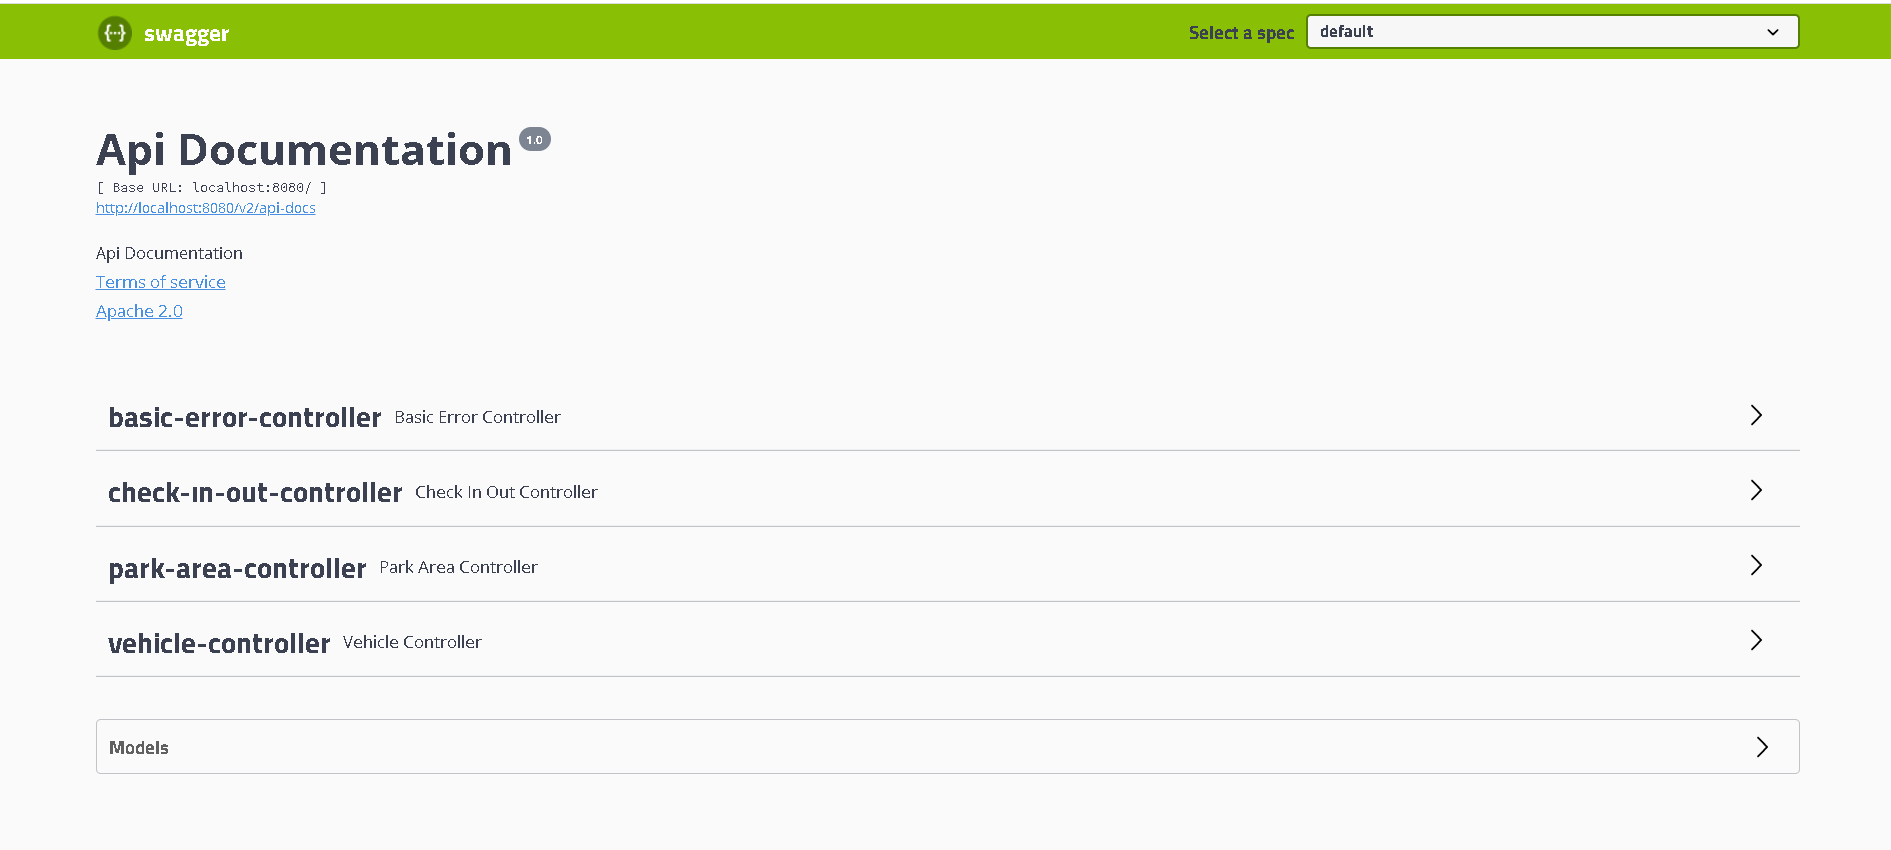 swagger
Select a spec default
Api Documentation 1.0
[ Base URL: localhost:8080/ ]
http://localhost:8080/v2/api-docs
Api Documentation
Terms of service
Apache 2.0
basic-error-controller Basic Error Controller
check-ın-out-controller Check In Out Controller
park-area-controller Park Area Controller
vehicle-controller Vehicle Controller
Models